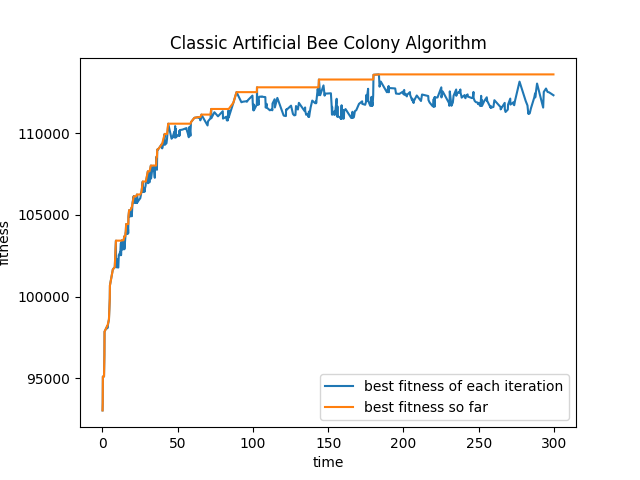 Classic Artificial Bee Colony Algorithm
110000
105000
100000
95000
fitness
best fitness of each iteration
best fitness so far
0 50 100 150 200 250 300
time